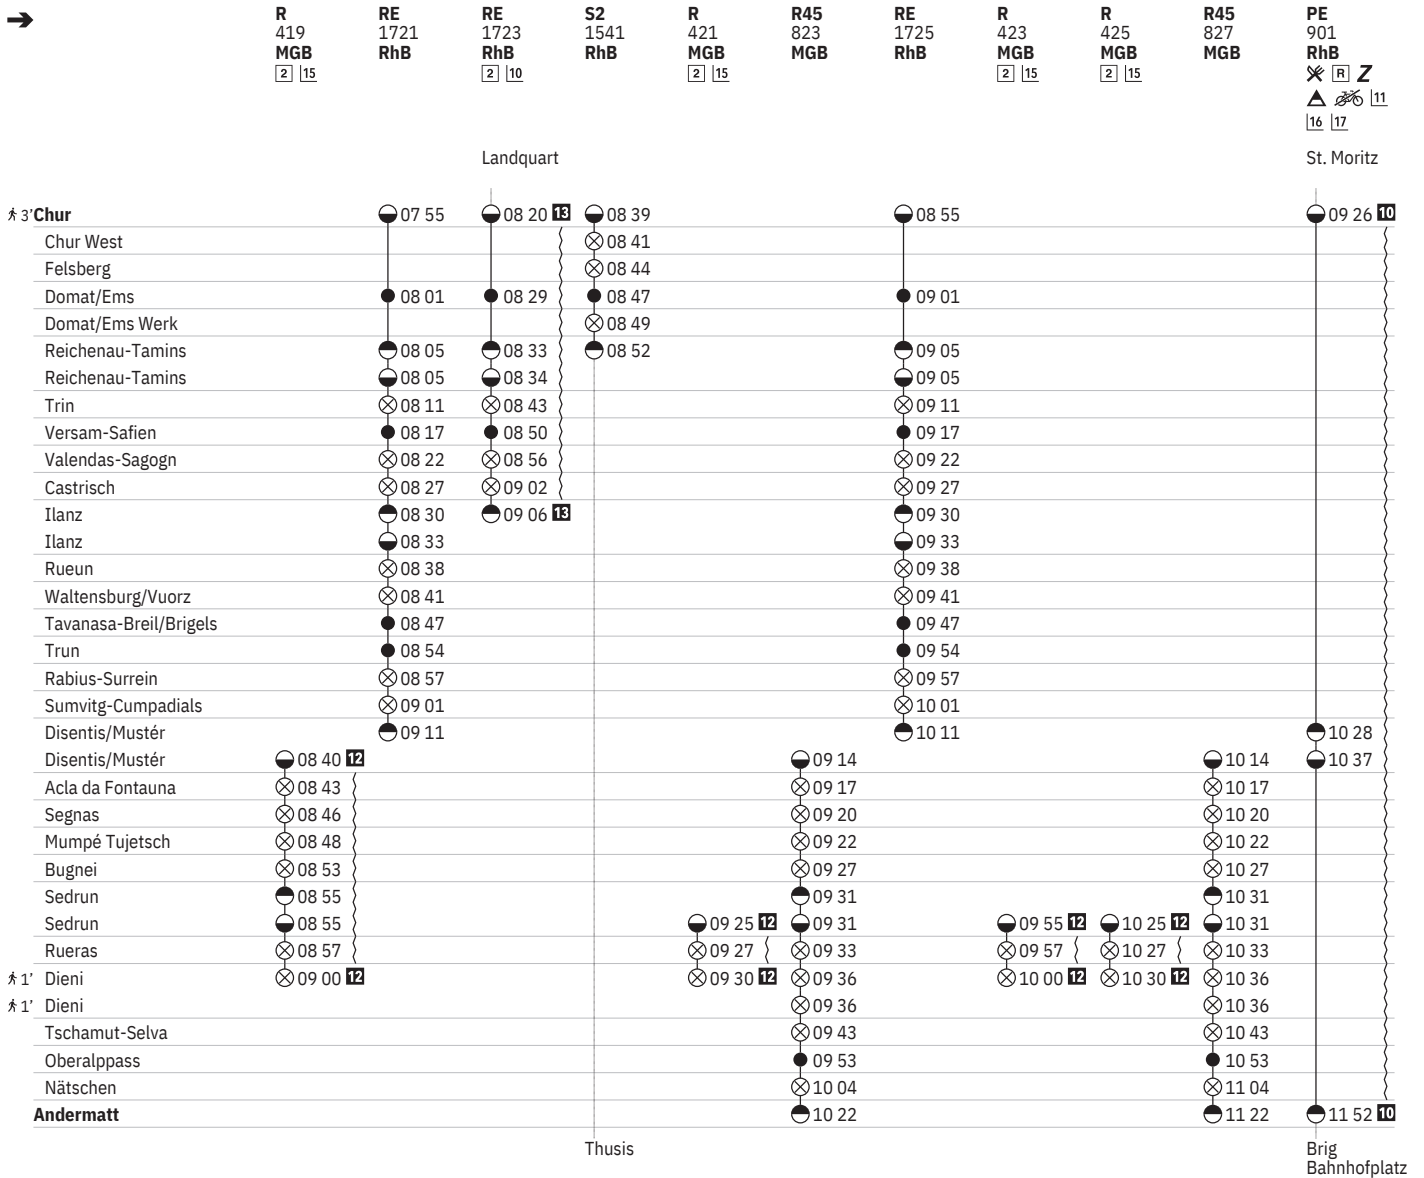 R RE RE S2 R R45 RE R R R45 PE
419 1721 1723 1541 421 823 1725 423 425 827 901
MGB RhB RhB RhB MGB MGB RhB MGB MGB MGB RhB
2 15 2 10 2 15 2 15 2 15 R Z
11
16 17
Landquart St. Moritz
3' Chur 07 55 08 20 13 08 39 08 55 09 26 10
Chur West 08 41
Felsberg 08 44
Domat/Ems 08 01 08 29 08 47 09 01
Domat/Ems Werk 08 49
Reichenau-Tamins 08 05 08 33 08 52 09 05
Reichenau-Tamins 08 05 08 34 09 05
Trin 08 11 08 43 09 11
Versam-Safien 08 17 08 50 09 17
Valendas-Sagogn 08 22 08 56 09 22
Castrisch 08 27 09 02 09 27
Ilanz 08 30 09 06 13 09 30
Ilanz 08 33 09 33
Rueun 08 38 09 38
Waltensburg/Vuorz 08 41 09 41
Tavanasa-Breil/Brigels 08 47 09 47
Trun 08 54 09 54
Rabius-Surrein 08 57 09 57
Sumvitg-Cumpadials 09 01 10 01
Disentis/Mustér 09 11 10 11 10 28
Disentis/Mustér 08 40 12 09 14 10 14 10 37
Acla da Fontauna 08 43 09 17 10 17
Segnas 08 46 09 20 10 20
Mumpé Tujetsch 08 48 09 22 10 22
Bugnei 08 53 09 27 10 27
Sedrun 08 55 09 31 10 31
Sedrun 08 55 09 25 12 09 31 09 55 12 10 25 12 10 31
Rueras 08 57 09 27 09 33 09 57 10 27 10 33
1' Dieni 09 00 12 09 30 12 09 36 10 00 12 10 30 12 10 36
1' Dieni 09 36 10 36
Tschamut-Selva 09 43 10 43
Oberalppass 09 53 10 53
Nätschen 10 04 11 04
Andermatt 10 22 11 22 11 52 10
Thusis Brig
Bahnhofplatz